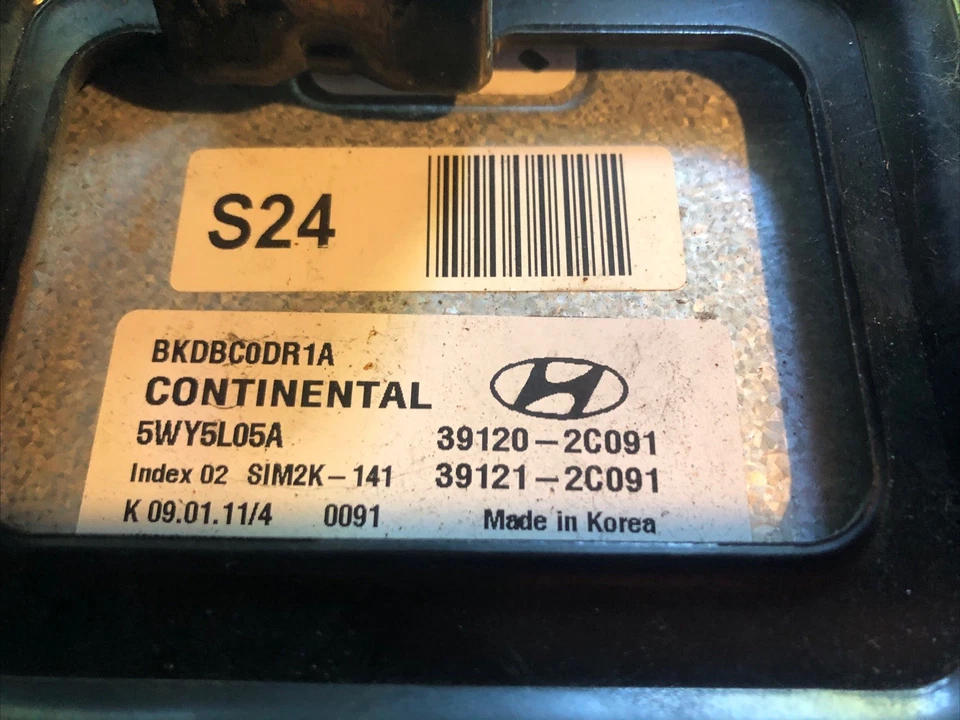 S24
BKDBC0DR1A
CONTINENTAL
5WY5L05A 39120-2C091
Index 02 SIM2K-141 39121-2C091
K 09.01.11/4 0091 Made in Korea